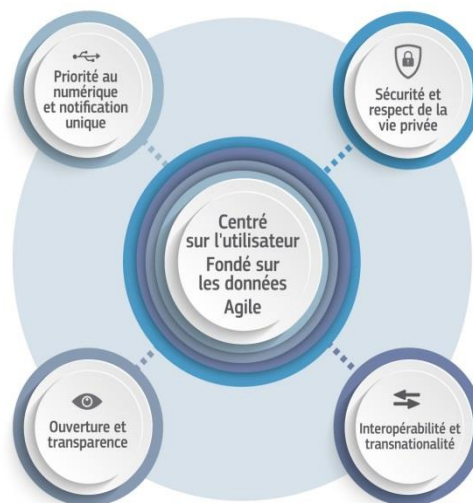 Priorité au
numérique
et notification
unique
Sécurité et
respect de la
vie privée
Centré
sur l'utilisateur
Fondé sur
les données
Agile
Ouverture et
transparence
Interopérabilité et
transnationalité